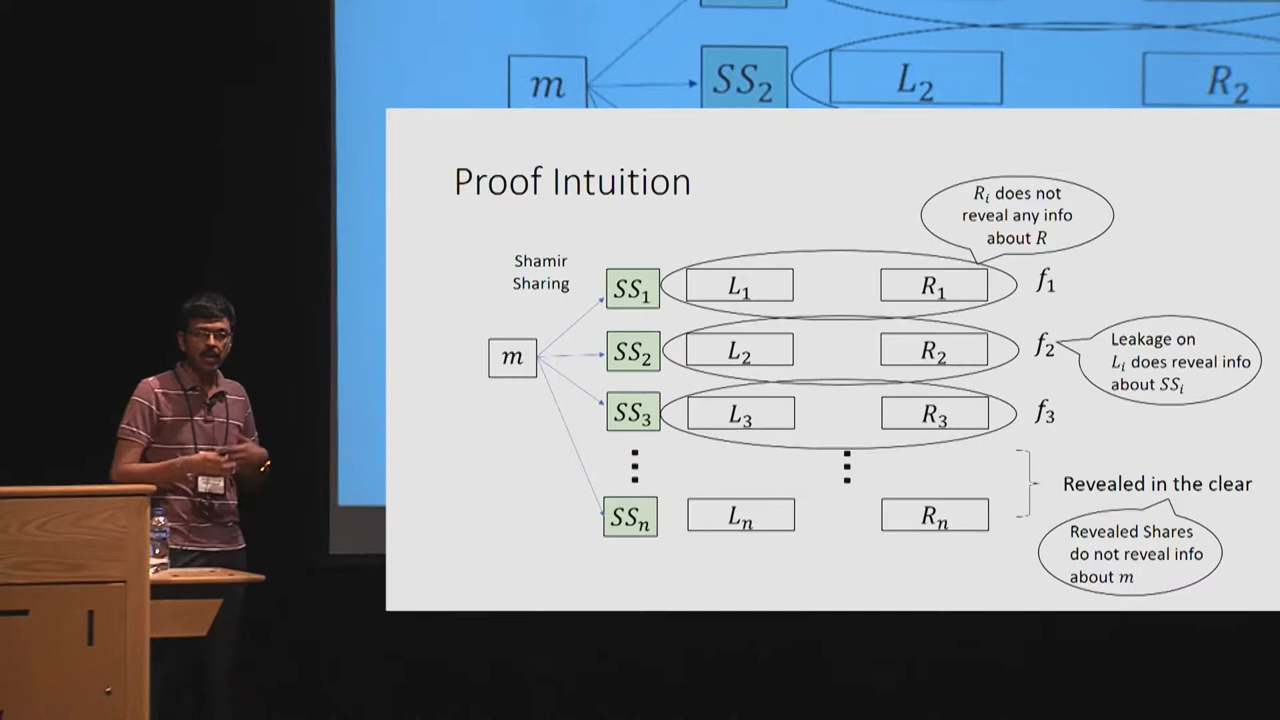 m
SS₂
L₂
R₂
Proof Intuition
Rᵢ does not
reveal any info
about R
Shamir
Sharing
SS₁
L₁
R₁
f₁
m
SS₂
L₂
R₂
f₂
Leakage on
Lᵢ does reveal info
about SSᵢ
SS₃
L₃
R₃
f₃
Revealed in the clear
SSₙ
Lₙ
Rₙ
Revealed Shares
do not reveal info
about m